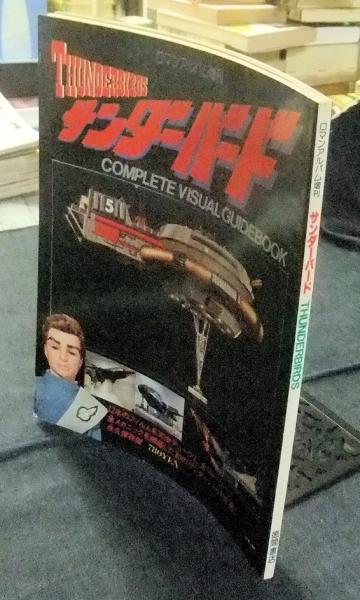 ロマンアルバム増刊
THUNDERBIRDS
サンダーバード
COMPLETE VISUAL GUIDEBOOK
5
780YEN
ロマンアルバム増刊 サンダーバード THUNDERBIRDS 徳間書店